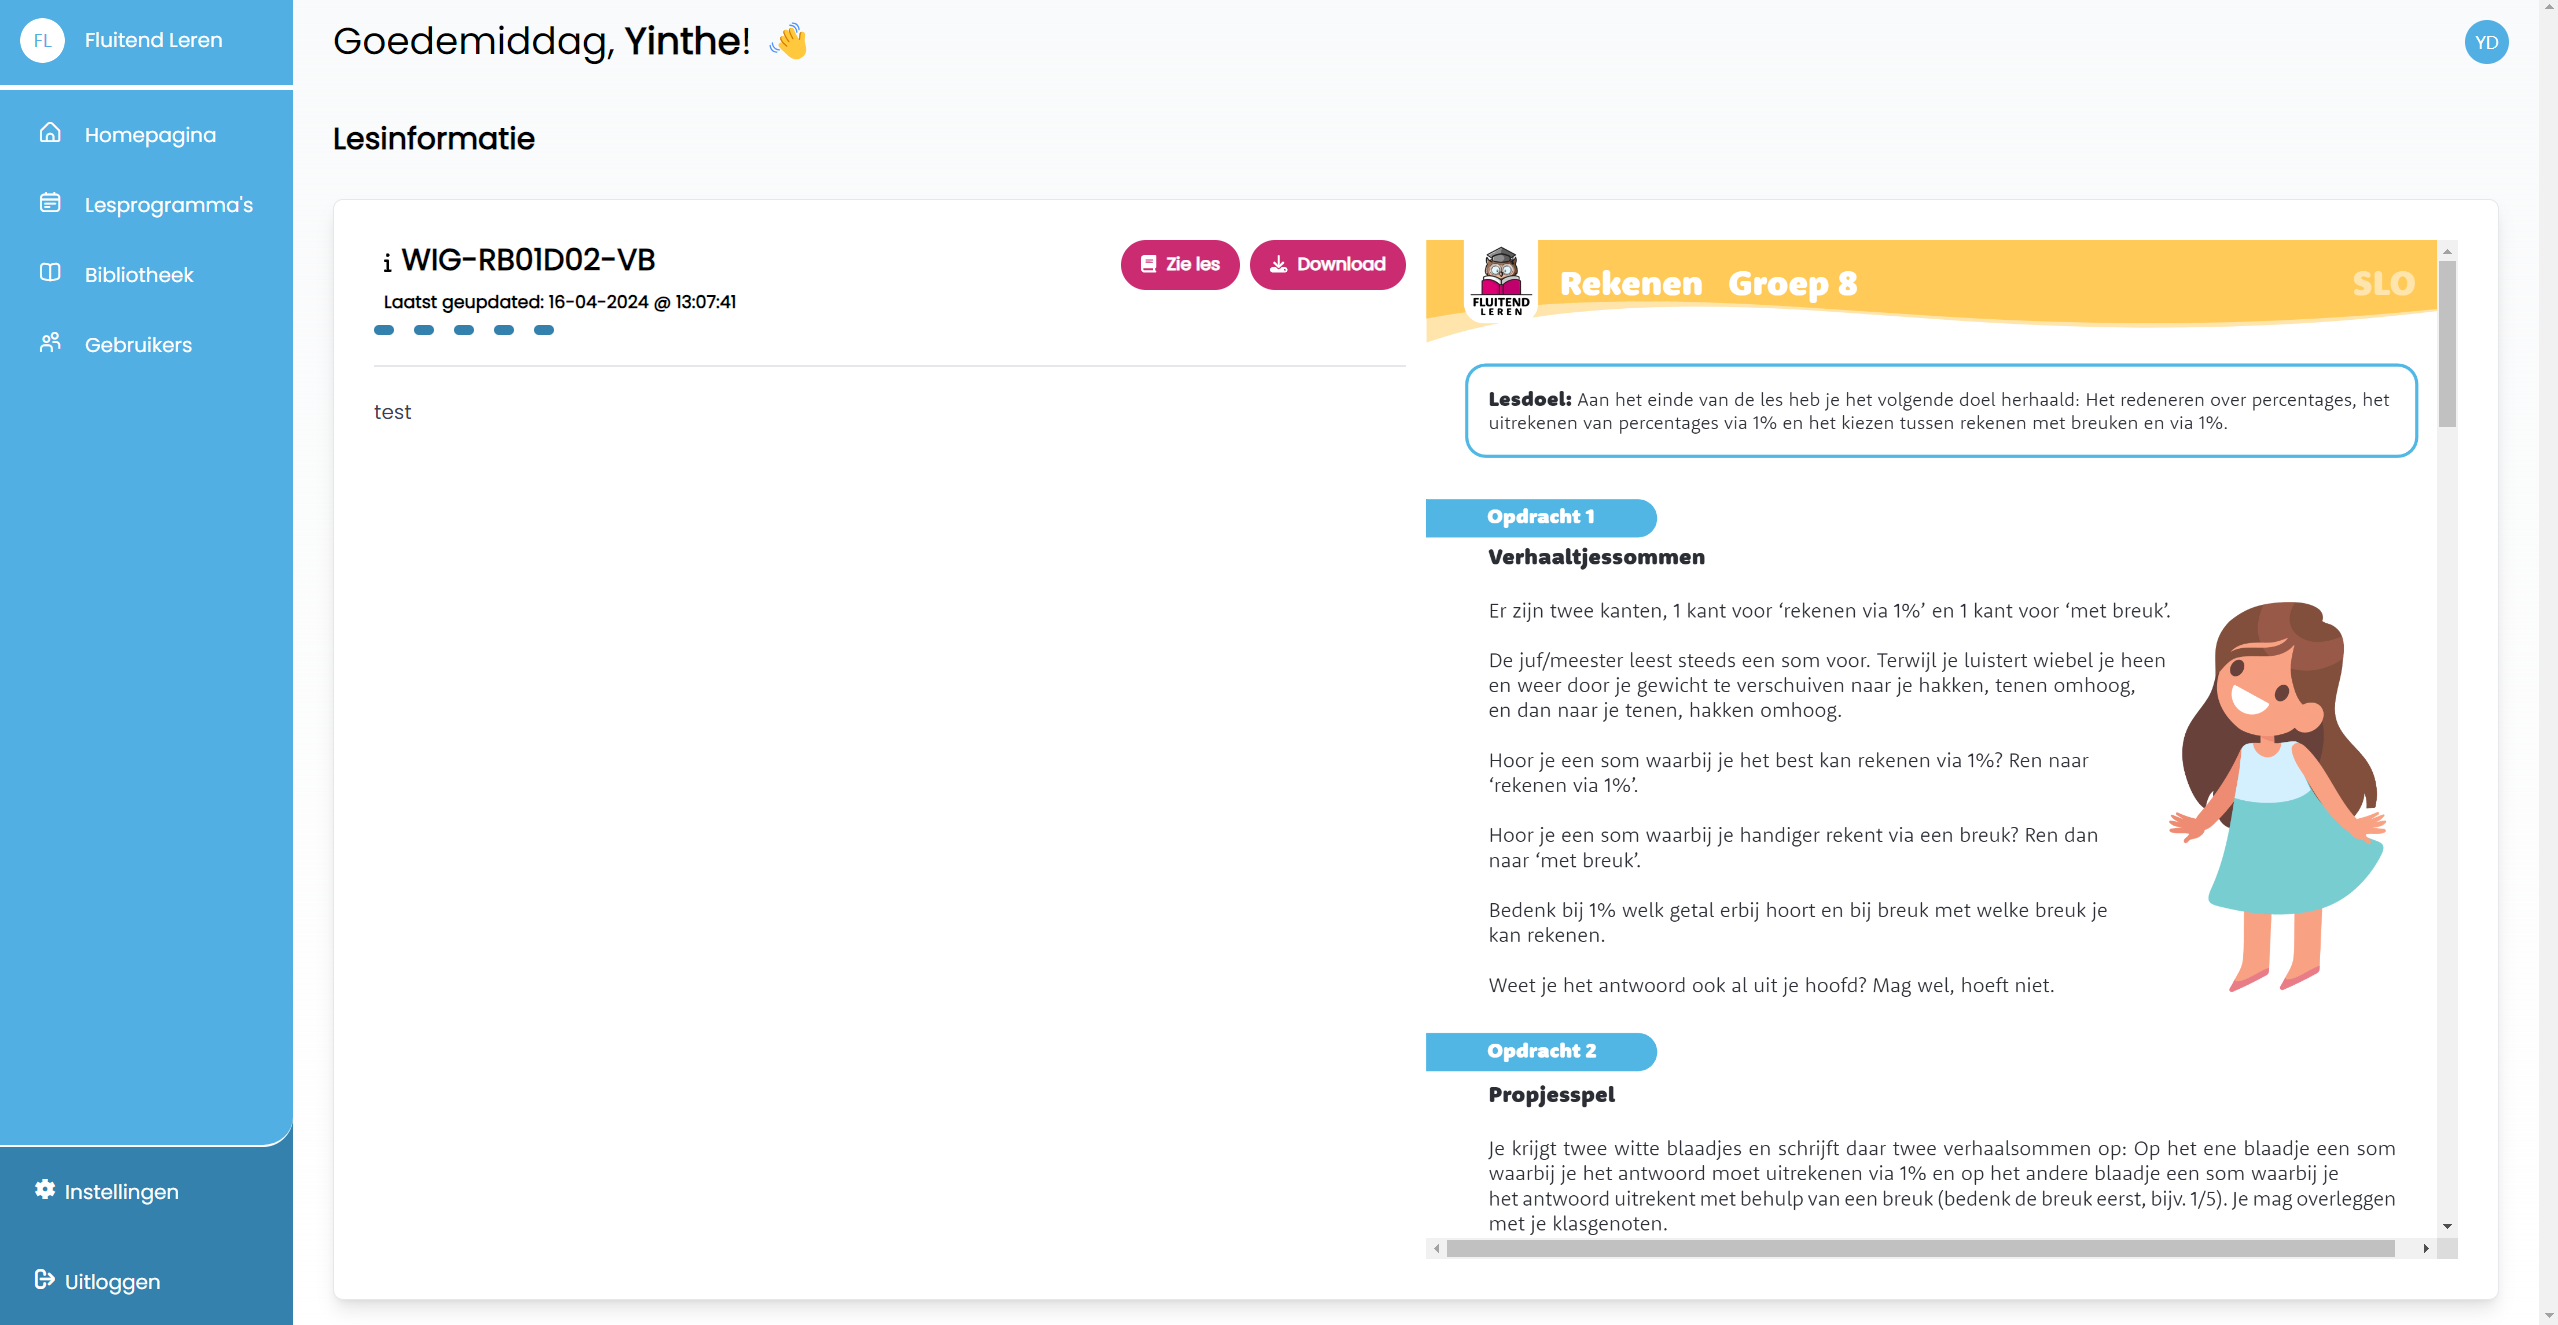 FL Fluitend Leren
Homepagina
Lesprogramma's
Bibliotheek
Gebruikers
Instellingen
Uitloggen
Goedemiddag, Yinthe!
YD
Lesinformatie
i WIG-RB01D02-VB
Laatst geupdated: 16-04-2024 @ 13:07:41
Zie les
Download
test
FLUITEND
LEREN
Rekenen Groep 8
SLO
Lesdoel: Aan het einde van de les heb je het volgende doel herhaald: Het redeneren over percentages, het
uitrekenen van percentages via 1% en het kiezen tussen rekenen met breuken en via 1%.
Opdracht 1
Verhaaltjessommen
Er zijn twee kanten, 1 kant voor ‘rekenen via 1%’ en 1 kant voor ‘met breuk’.
De juf/meester leest steeds een som voor. Terwijl je luistert wiebel je heen
en weer door je gewicht te verschuiven naar je hakken, tenen omhoog,
en dan naar je tenen, hakken omhoog.
Hoor je een som waarbij je het best kan rekenen via 1%? Ren naar
‘rekenen via 1%’.
Hoor je een som waarbij je handiger rekent via een breuk? Ren dan
naar ‘met breuk’.
Bedenk bij 1% welk getal erbij hoort en bij breuk met welke breuk je
kan rekenen.
Weet je het antwoord ook al uit je hoofd? Mag wel, hoeft niet.
Opdracht 2
Propjesspel
Je krijgt twee witte blaadjes en schrijft daar twee verhaalsommen op: Op het ene blaadje een som
waarbij je het antwoord moet uitrekenen via 1% en op het andere blaadje een som waarbij je
het antwoord uitrekent met behulp van een breuk (bedenk de breuk eerst, bijv. 1/5). Je mag overleggen
met je klasgenoten.